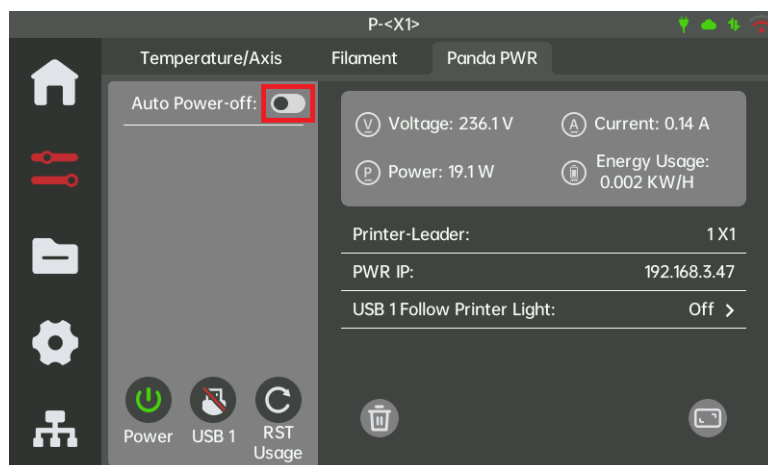 P-<X1>
Temperature/Axis Filament Panda PWR
Auto Power-off:
V Voltage: 236.1 V A Current: 0.14 A
P Power: 19.1 W Energy Usage:
0.002 KW/H
Printer-Leader: 1 X1
PWR IP: 192.168.3.47
USB 1 Follow Printer Light: Off >
Power USB 1 RST
Usage